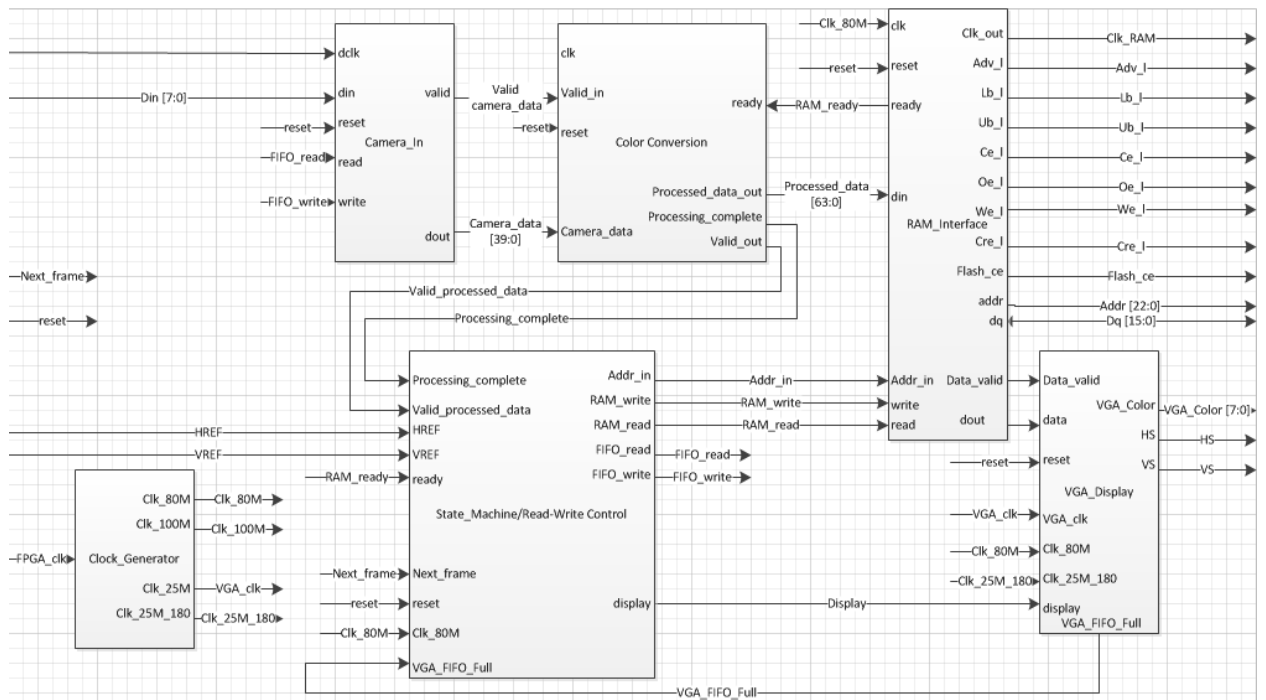 dclk
Din [7:0]
din
reset
reset
FIFO_read
read
FIFO_write
write
valid
Camera_In
dout
Valid
camera_data
reset
Camera_data
[39:0]
clk
Valid_in
reset
ready
Color Conversion
Processed_data_out
Processing_complete
Valid_out
Camera_data
RAM_ready
Processed_data
[63:0]
Clk_80M
reset
clk
reset
ready
din
RAM_Interface
Clk_out
Adv_l
Lb_l
Ub_l
Ce_l
Oe_l
We_l
Cre_l
Flash_ce
addr
dq
Addr_in
write
read
Data_valid
dout
Clk_RAM
Adv_l
Lb_l
Ub_l
Ce_l
Oe_l
We_l
Cre_l
Flash_ce
Addr [22:0]
Dq [15:0]
Next_frame
reset
Valid_processed_data
Processing_complete
HREF
VREF
RAM_ready
Processing_complete
Valid_processed_data
HREF
VREF
ready
State_Machine/Read-Write Control
Next_frame
reset
Clk_80M
VGA_FIFO_Full
Next_frame
reset
Clk_80M
Addr_in
RAM_write
RAM_read
FIFO_read
FIFO_write
display
Addr_in
RAM_write
RAM_read
FIFO_read
FIFO_write
Display
VGA_FIFO_Full
FPGA_clk
Clock_Generator
Clk_80M
Clk_100M
Clk_25M
Clk_25M_180
Clk_80M
Clk_100M
VGA_clk
Clk_25M_180
reset
VGA_clk
Clk_80M
Clk_25M_180
Data_valid
data
reset
VGA_Display
VGA_clk
Clk_80M
Clk_25M_180
display
VGA_FIFO_Full
VGA_Color
HS
VS
VGA_Color [7:0]
HS
VS